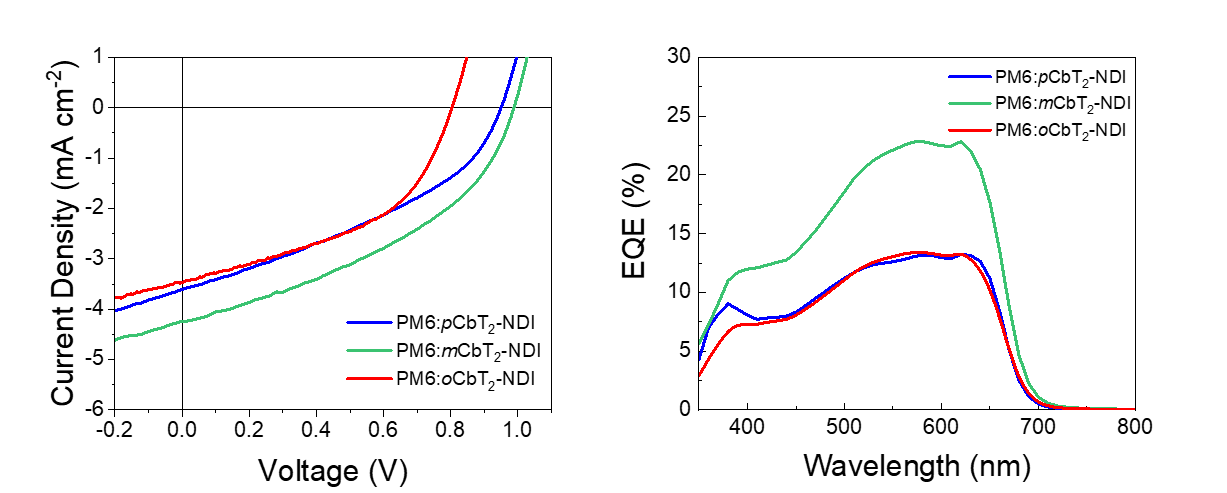 Current Density (mA cm-2)
1
0
-1
-2
-3
-4
-5
-6
-0.2 0.0 0.2 0.4 0.6 0.8 1.0
Voltage (V)
PM6:pCbT2-NDI
PM6:mCbT2-NDI
PM6:oCbT2-NDI
EQE (%)
30
25
20
15
10
5
0
400 500 600 700 800
Wavelength (nm)
PM6:pCbT2-NDI
PM6:mCbT2-NDI
PM6:oCbT2-NDI